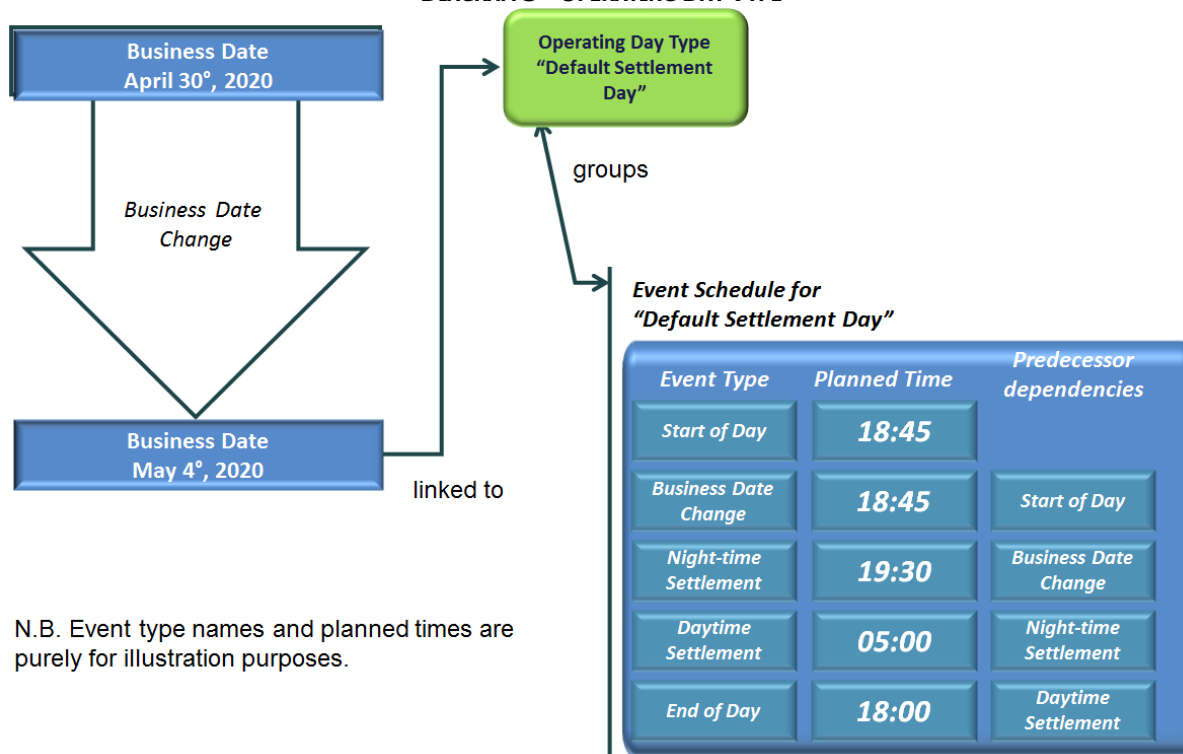 Business Date
April 30°, 2020
Operating Day Type
“Default Settlement
Day”
groups
Business Date
Change
Event Schedule for
“Default Settlement Day”
Event Type Planned Time Predecessor
dependencies
Start of Day 18:45
Business Date
Change 18:45 Start of Day
Night-time
Settlement 19:30 Business Date
Change
Daytime
Settlement 05:00 Night-time
Settlement
End of Day 18:00 Daytime
Settlement
Business Date
May 4°, 2020
linked to
N.B. Event type names and planned times are
purely for illustration purposes.